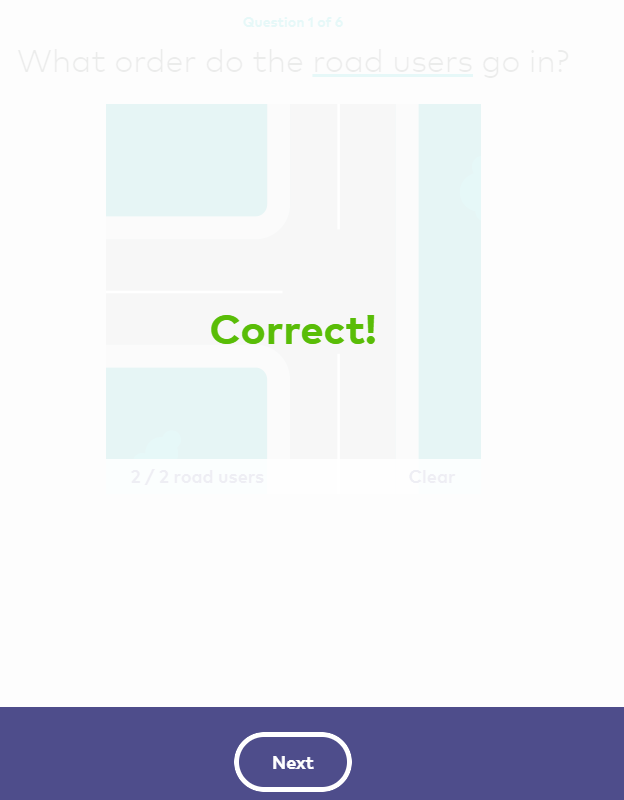 Question 1 of 6
What order do the road users go in?
Correct!
2 / 2 road users Clear
Next